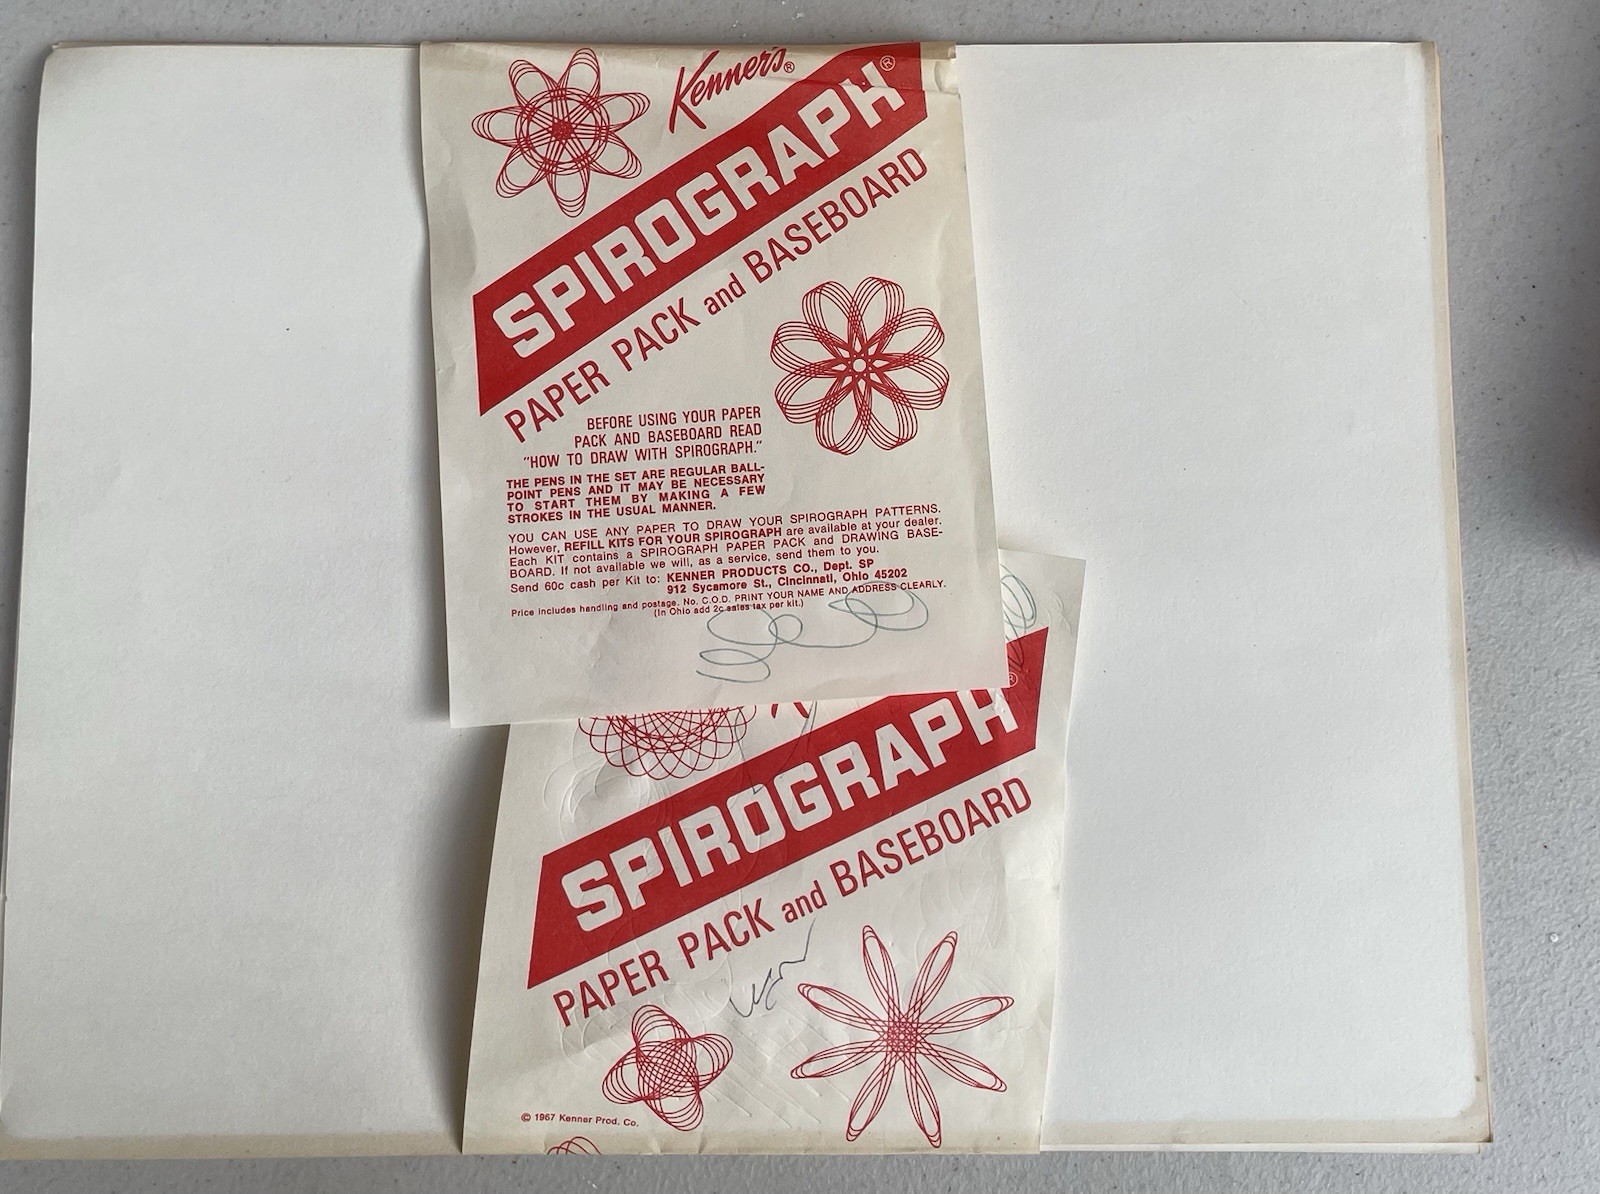 Kenner's®
SPIROGRAPH®
PAPER PACK and BASEBOARD
BEFORE USING YOUR PAPER
PACK AND BASEBOARD READ
“HOW TO DRAW WITH SPIROGRAPH.”
THE PENS IN THE SET ARE REGULAR BALL-
POINT PENS AND IT MAY BE NECESSARY
TO START THEM BY MAKING A FEW
STROKES IN THE USUAL MANNER.
YOU CAN USE ANY PAPER TO DRAW YOUR SPIROGRAPH PATTERNS.
However, REFILL KITS FOR YOUR SPIROGRAPH are available at your dealer.
Each KIT contains a SPIROGRAPH PAPER PACK and DRAWING BASE-
BOARD. If not available we will, as a service, send them to you.
Send 60c cash per Kit to: KENNER PRODUCTS CO., Dept. SP
912 Sycamore St., Cincinnati, Ohio 45202
Price includes handling and postage. No. C.O.D. PRINT YOUR NAME AND ADDRESS CLEARLY.
(In Ohio add 2c sales tax per kit.)
SPIROGRAPH®
PAPER PACK and BASEBOARD
© 1967 Kenner Prod. Co.